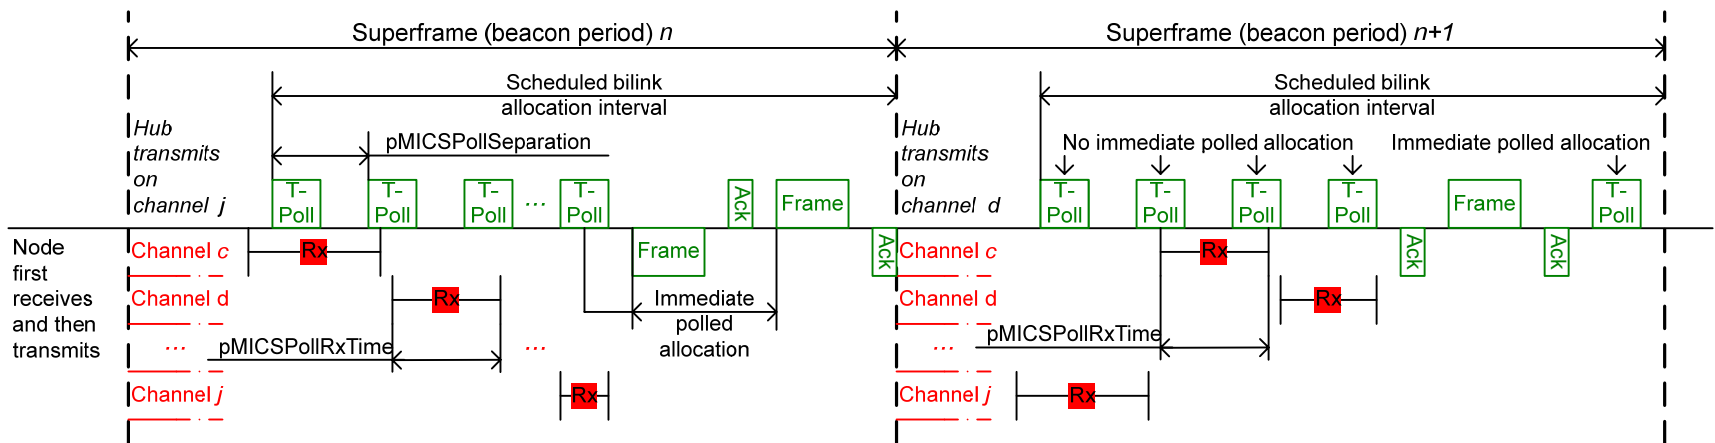 Superframe (beacon period) n
Superframe (beacon period) n+1
Scheduled bilink
allocation interval
Scheduled bilink
allocation interval
Hub
transmits
on
channel j
pMICSPollSeparation
Hub
transmits
on
channel d
No immediate polled allocation
Immediate polled allocation
T-
Poll
T-
Poll
T-
Poll
...
T-
Poll
Ack
Frame
T-
Poll
T-
Poll
T-
Poll
T-
Poll
Frame
T-
Poll
Node
first
receives
and then
transmits
Channel c
Rx
Frame
Ack
Channel c
Rx
Ack
Ack
Channel d
Rx
Immediate
polled
allocation
Channel d
Rx
...
pMICSPollRxTime
...
...
pMICSPollRxTime
Channel j
Rx
Channel j
Rx